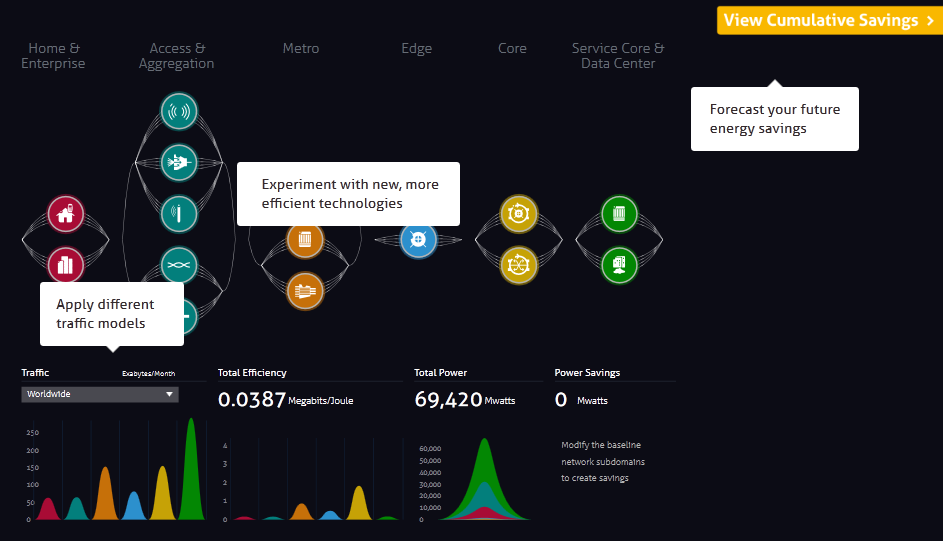 View Cumulative Savings >
Home &
Enterprise
Access &
Aggregation
Metro
Edge
Core
Service Core &
Data Center
Forecast your future
energy savings
Experiment with new, more
efficient technologies
Apply different
traffic models
Traffic
Exabytes/Month
Worldwide
250
200
150
100
50
0
Total Efficiency
0.0387 Megabits/Joule
4
3
2
1
0
Total Power
69,420 Mwatts
60,000
50,000
40,000
30,000
20,000
10,000
0
Power Savings
0 Mwatts
Modify the baseline
network subdomains
to create savings